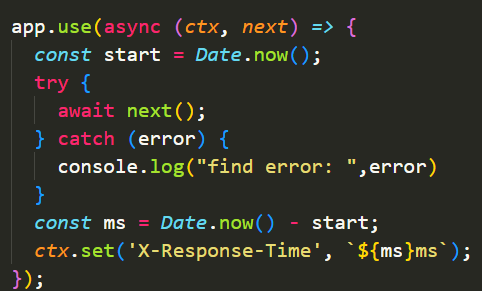 app.use(async (ctx, next) => {
  const start = Date.now();
  try {
    await next();
  } catch (error) {
    console.log("find error: ",error)
  }
  const ms = Date.now() - start;
  ctx.set('X-Response-Time', `${ms}ms`);
});